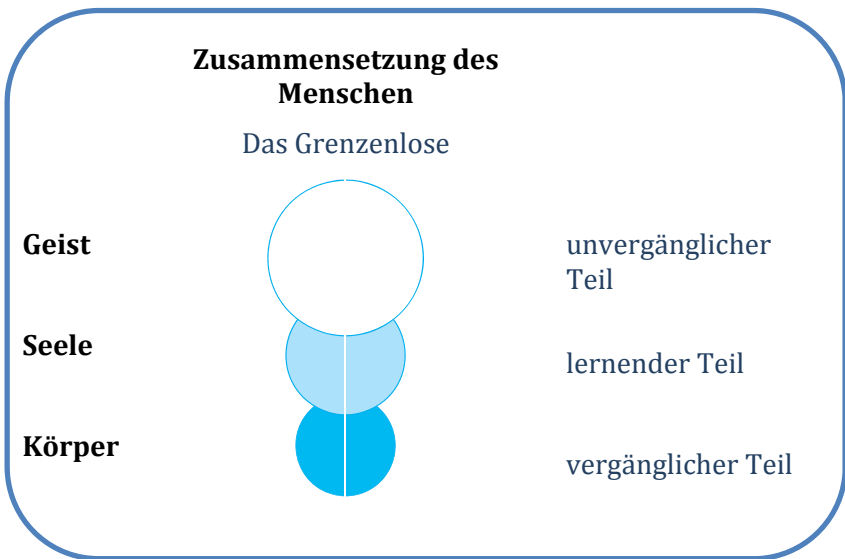 Zusammensetzung des
Menschen
Das Grenzenlose
Geist
unvergänglicher
Teil
Seele
lernender Teil
Körper
vergänglicher Teil